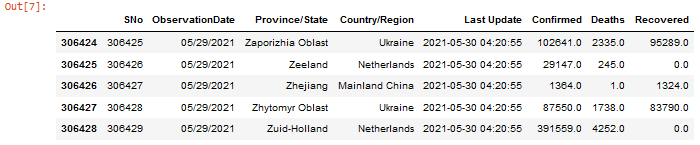 Out[7]:
SNo ObservationDate Province/State Country/Region Last Update Confirmed Deaths Recovered
306424 306425 05/29/2021 Zaporizhia Oblast Ukraine 2021-05-30 04:20:55 102641.0 2335.0 95289.0
306425 306426 05/29/2021 Zeeland Netherlands 2021-05-30 04:20:55 29147.0 245.0 0.0
306426 306427 05/29/2021 Zhejiang Mainland China 2021-05-30 04:20:55 1364.0 1.0 1324.0
306427 306428 05/29/2021 Zhytomyr Oblast Ukraine 2021-05-30 04:20:55 87550.0 1738.0 83790.0
306428 306429 05/29/2021 Zuid-Holland Netherlands 2021-05-30 04:20:55 391559.0 4252.0 0.0